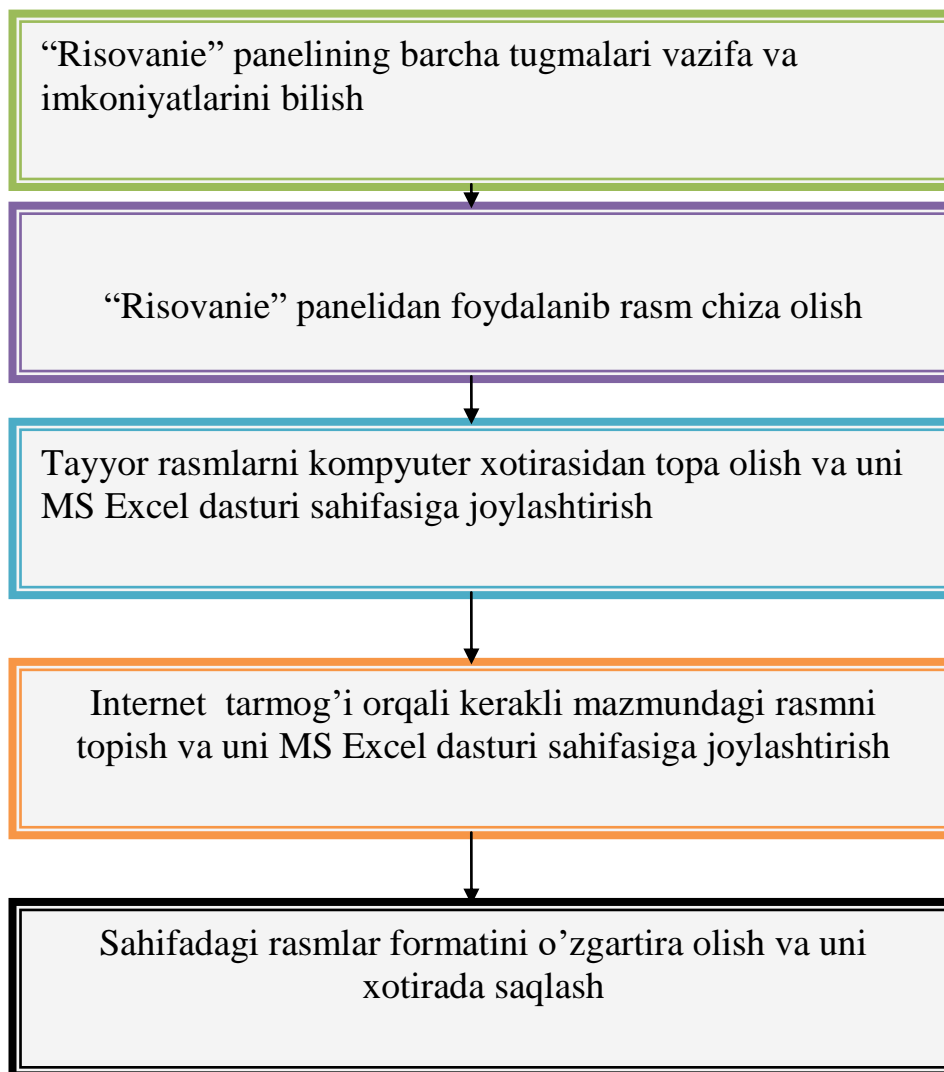 “Risovanie” panelining barcha tugmalari vazifa va
imkoniyatlarini bilish
“Risovanie” panelidan foydalanib rasm chiza olish
Tayyor rasmlarni kompyuter xotirasidan topa olish va uni
MS Excel dasturi sahifasiga joylashtirish
Internet  tarmog’i orqali kerakli mazmundagi rasmni
topish va uni MS Excel dasturi sahifasiga joylashtirish
Sahifadagi rasmlar formatini o’zgartira olish va uni
xotirada saqlash